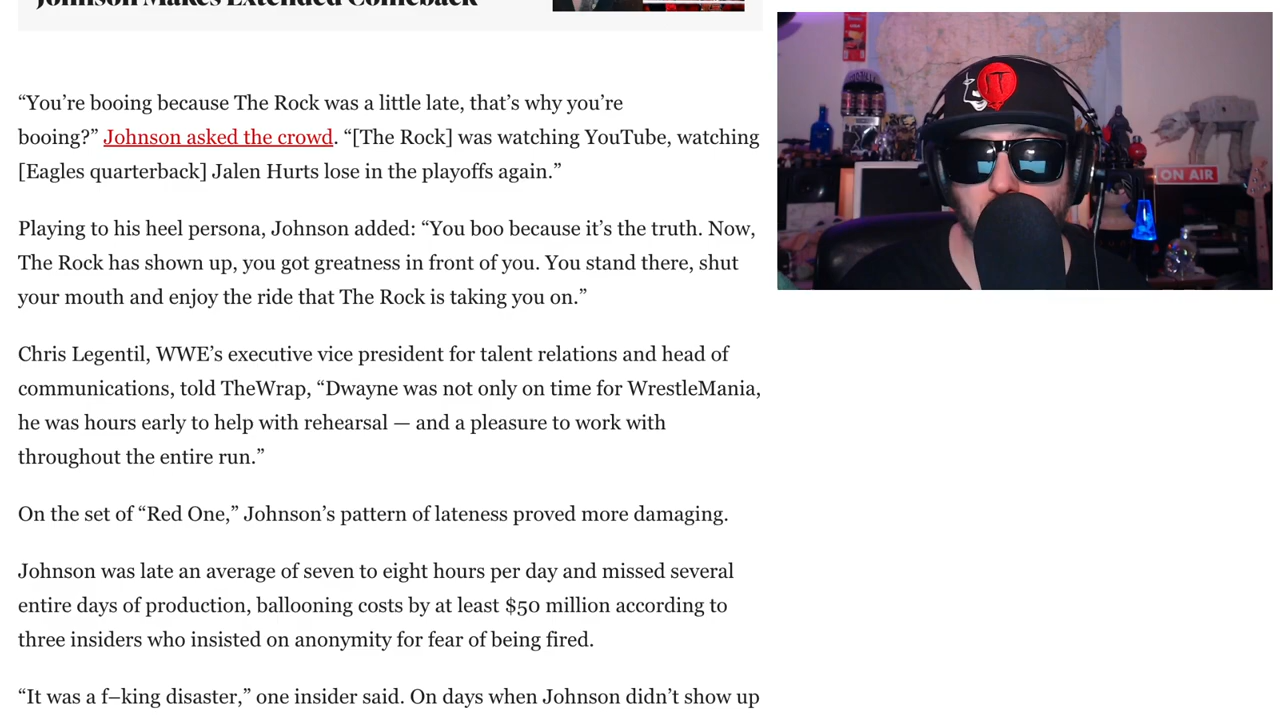 Johnson Makes Extended Comeback
“You’re booing because The Rock was a little late, that’s why you’re
booing?” Johnson asked the crowd. “[The Rock] was watching YouTube, watching
[Eagles quarterback] Jalen Hurts lose in the playoffs again.”
Playing to his heel persona, Johnson added: “You boo because it’s the truth. Now,
The Rock has shown up, you got greatness in front of you. You stand there, shut
your mouth and enjoy the ride that The Rock is taking you on.”
Chris Legentil, WWE’s executive vice president for talent relations and head of
communications, told TheWrap, “Dwayne was not only on time for WrestleMania,
he was hours early to help with rehearsal — and a pleasure to work with
throughout the entire run.”
On the set of “Red One,” Johnson’s pattern of lateness proved more damaging.
Johnson was late an average of seven to eight hours per day and missed several
entire days of production, ballooning costs by at least $50 million according to
three insiders who insisted on anonymity for fear of being fired.
“It was a f–king disaster,” one insider said. On days when Johnson didn’t show up
IT
ON AIR